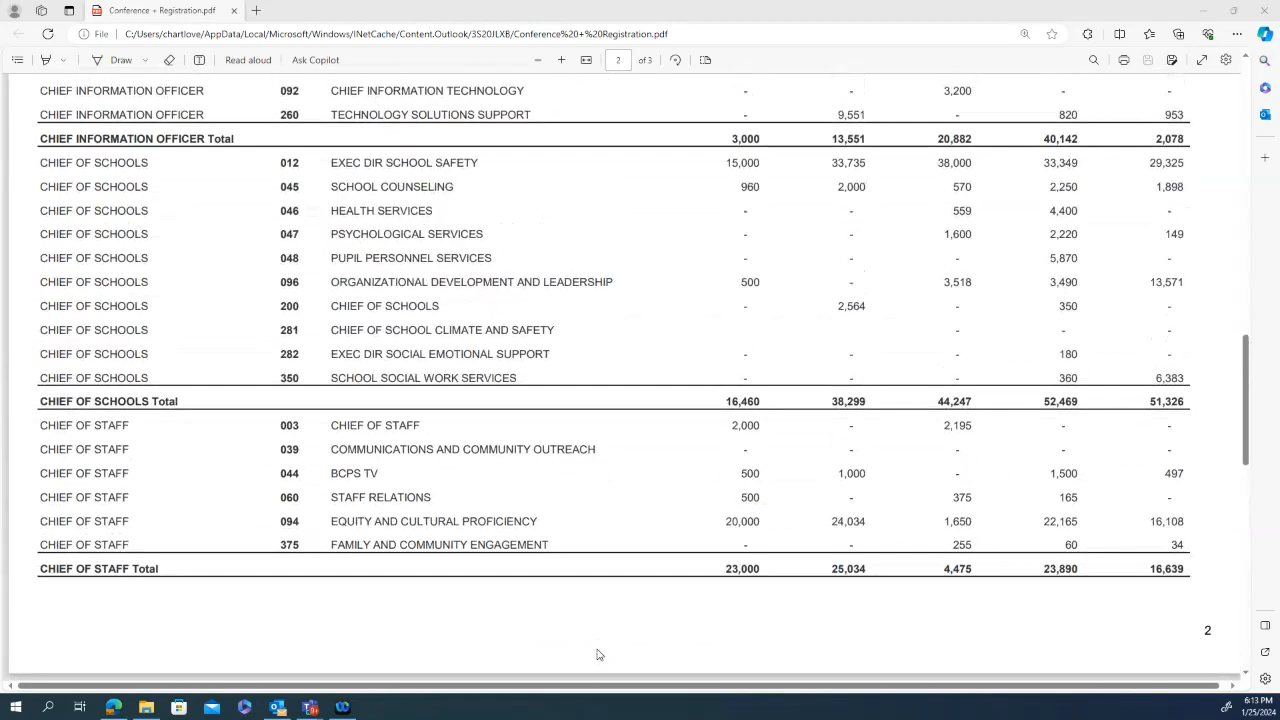 Conference + Registration.pdf
File C:/Users/chartlove/AppData/Local/Microsoft/Windows/INetCache/Content.Outlook/3S20JLXB/Conference%20+%20Registration.pdf
Draw Read aloud Ask Copilot 2 of 3
CHIEF INFORMATION OFFICER 092 CHIEF INFORMATION TECHNOLOGY - - 3,200 - -
CHIEF INFORMATION OFFICER 260 TECHNOLOGY SOLUTIONS SUPPORT - 9,551 - 820 953
CHIEF INFORMATION OFFICER Total 3,000 13,551 20,882 40,142 2,078
CHIEF OF SCHOOLS 012 EXEC DIR SCHOOL SAFETY 15,000 33,735 38,000 33,349 29,325
CHIEF OF SCHOOLS 045 SCHOOL COUNSELING 960 2,000 570 2,250 1,898
CHIEF OF SCHOOLS 046 HEALTH SERVICES - - 559 4,400 -
CHIEF OF SCHOOLS 047 PSYCHOLOGICAL SERVICES - - 1,600 2,220 149
CHIEF OF SCHOOLS 048 PUPIL PERSONNEL SERVICES - - - 5,870 -
CHIEF OF SCHOOLS 096 ORGANIZATIONAL DEVELOPMENT AND LEADERSHIP 500 - 3,518 3,490 13,571
CHIEF OF SCHOOLS 200 CHIEF OF SCHOOLS - 2,564 - 350 -
CHIEF OF SCHOOLS 281 CHIEF OF SCHOOL CLIMATE AND SAFETY - - -
CHIEF OF SCHOOLS 282 EXEC DIR SOCIAL EMOTIONAL SUPPORT - - - 180 -
CHIEF OF SCHOOLS 350 SCHOOL SOCIAL WORK SERVICES - - - 360 6,383
CHIEF OF SCHOOLS Total 16,460 38,299 44,247 52,469 51,326
CHIEF OF STAFF 003 CHIEF OF STAFF 2,000 - 2,195 - -
CHIEF OF STAFF 039 COMMUNICATIONS AND COMMUNITY OUTREACH - - - - -
CHIEF OF STAFF 044 BCPS TV 500 1,000 - 1,500 497
CHIEF OF STAFF 060 STAFF RELATIONS 500 - 375 165 -
CHIEF OF STAFF 094 EQUITY AND CULTURAL PROFICIENCY 20,000 24,034 1,650 22,165 16,108
CHIEF OF STAFF 375 FAMILY AND COMMUNITY ENGAGEMENT - - 255 60 34
CHIEF OF STAFF Total 23,000 25,034 4,475 23,890 16,639
2
6:13 PM
1/25/2024